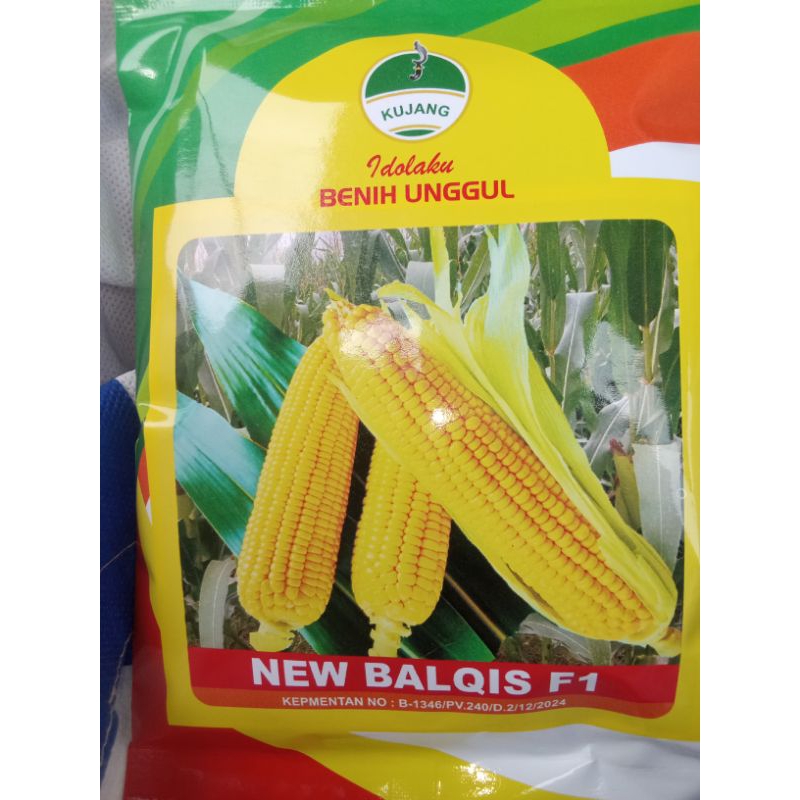 KUJANG
Idolaku
BENIH UNGGUL
NEW BALQIS F1
KEPMENTAN NO : B-1346/PV.240/D.2/12/2024